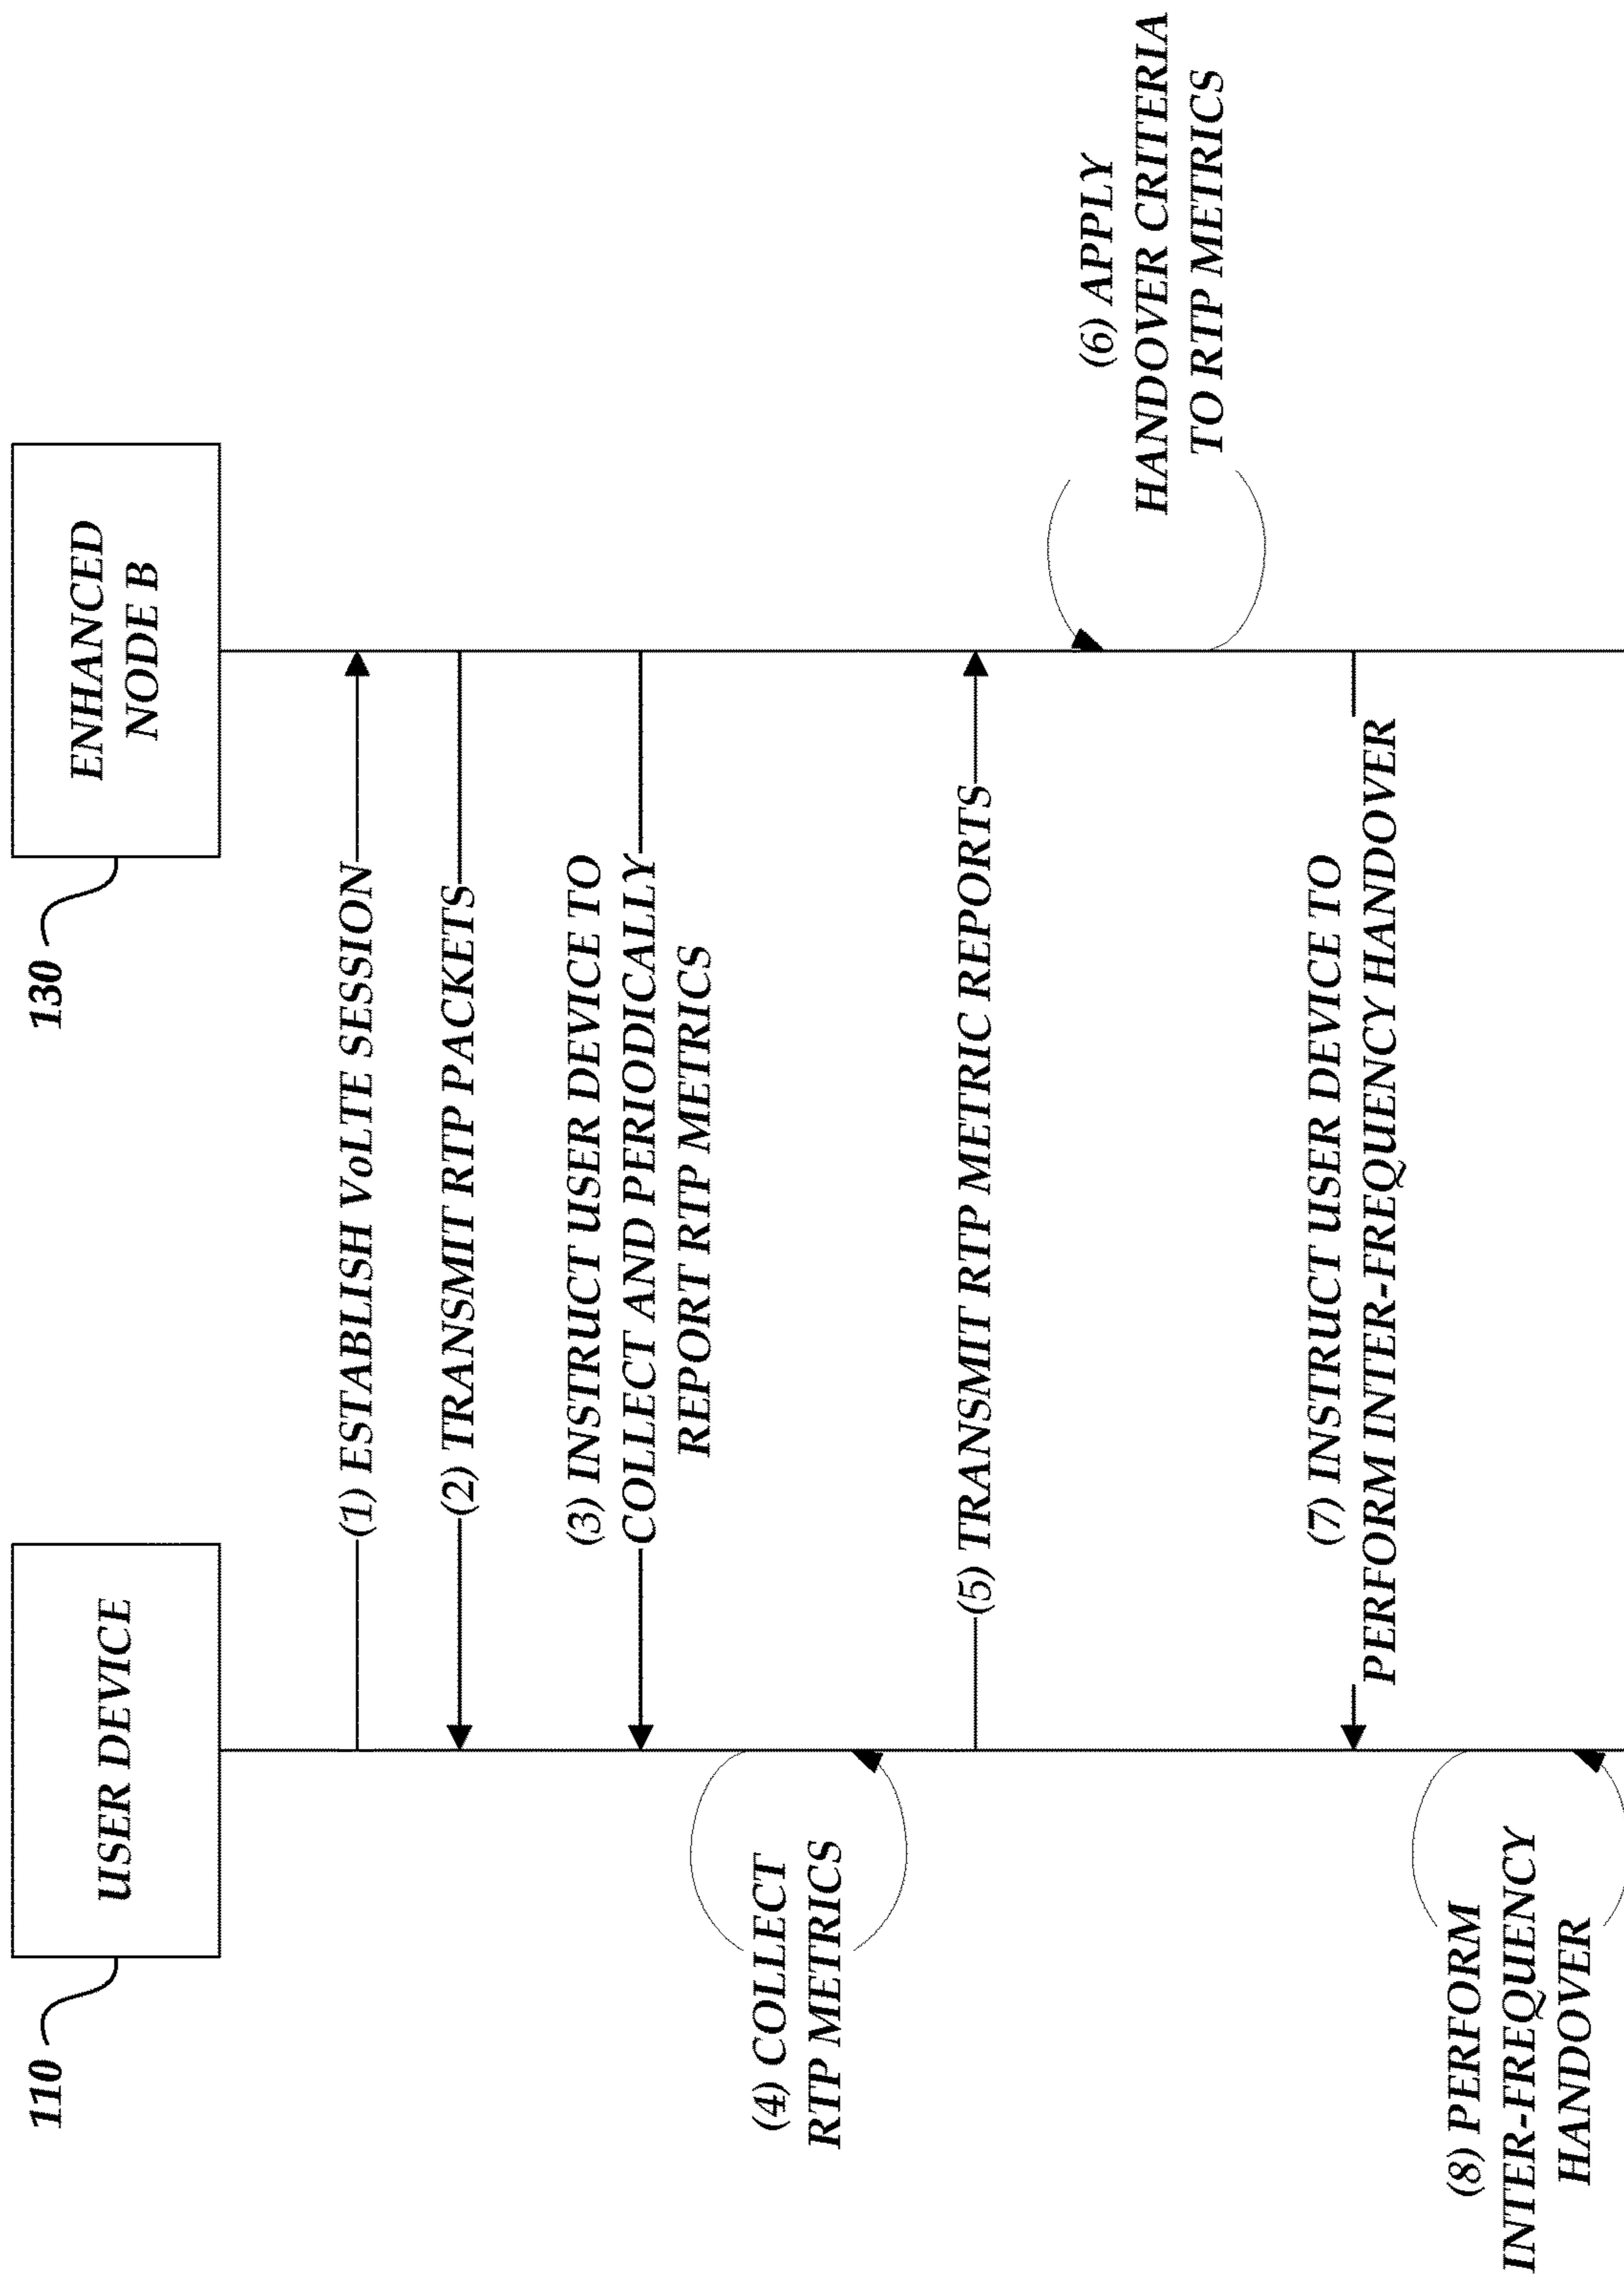 110
USER DEVICE
130
ENHANCED
NODE B
(1) ESTABLISH VoLTE SESSION
(2) TRANSMIT RTP PACKETS
(3) INSTRUCT USER DEVICE TO
COLLECT AND PERIODICALLY
REPORT RTP METRICS
(4) COLLECT
RTP METRICS
(5) TRANSMIT RTP METRIC REPORTS
(6) APPLY
HANDOVER CRITERIA
TO RTP METRICS
(7) INSTRUCT USER DEVICE TO
PERFORM INTER-FREQUENCY HANDOVER
(8) PERFORM
INTER-FREQUENCY
HANDOVER